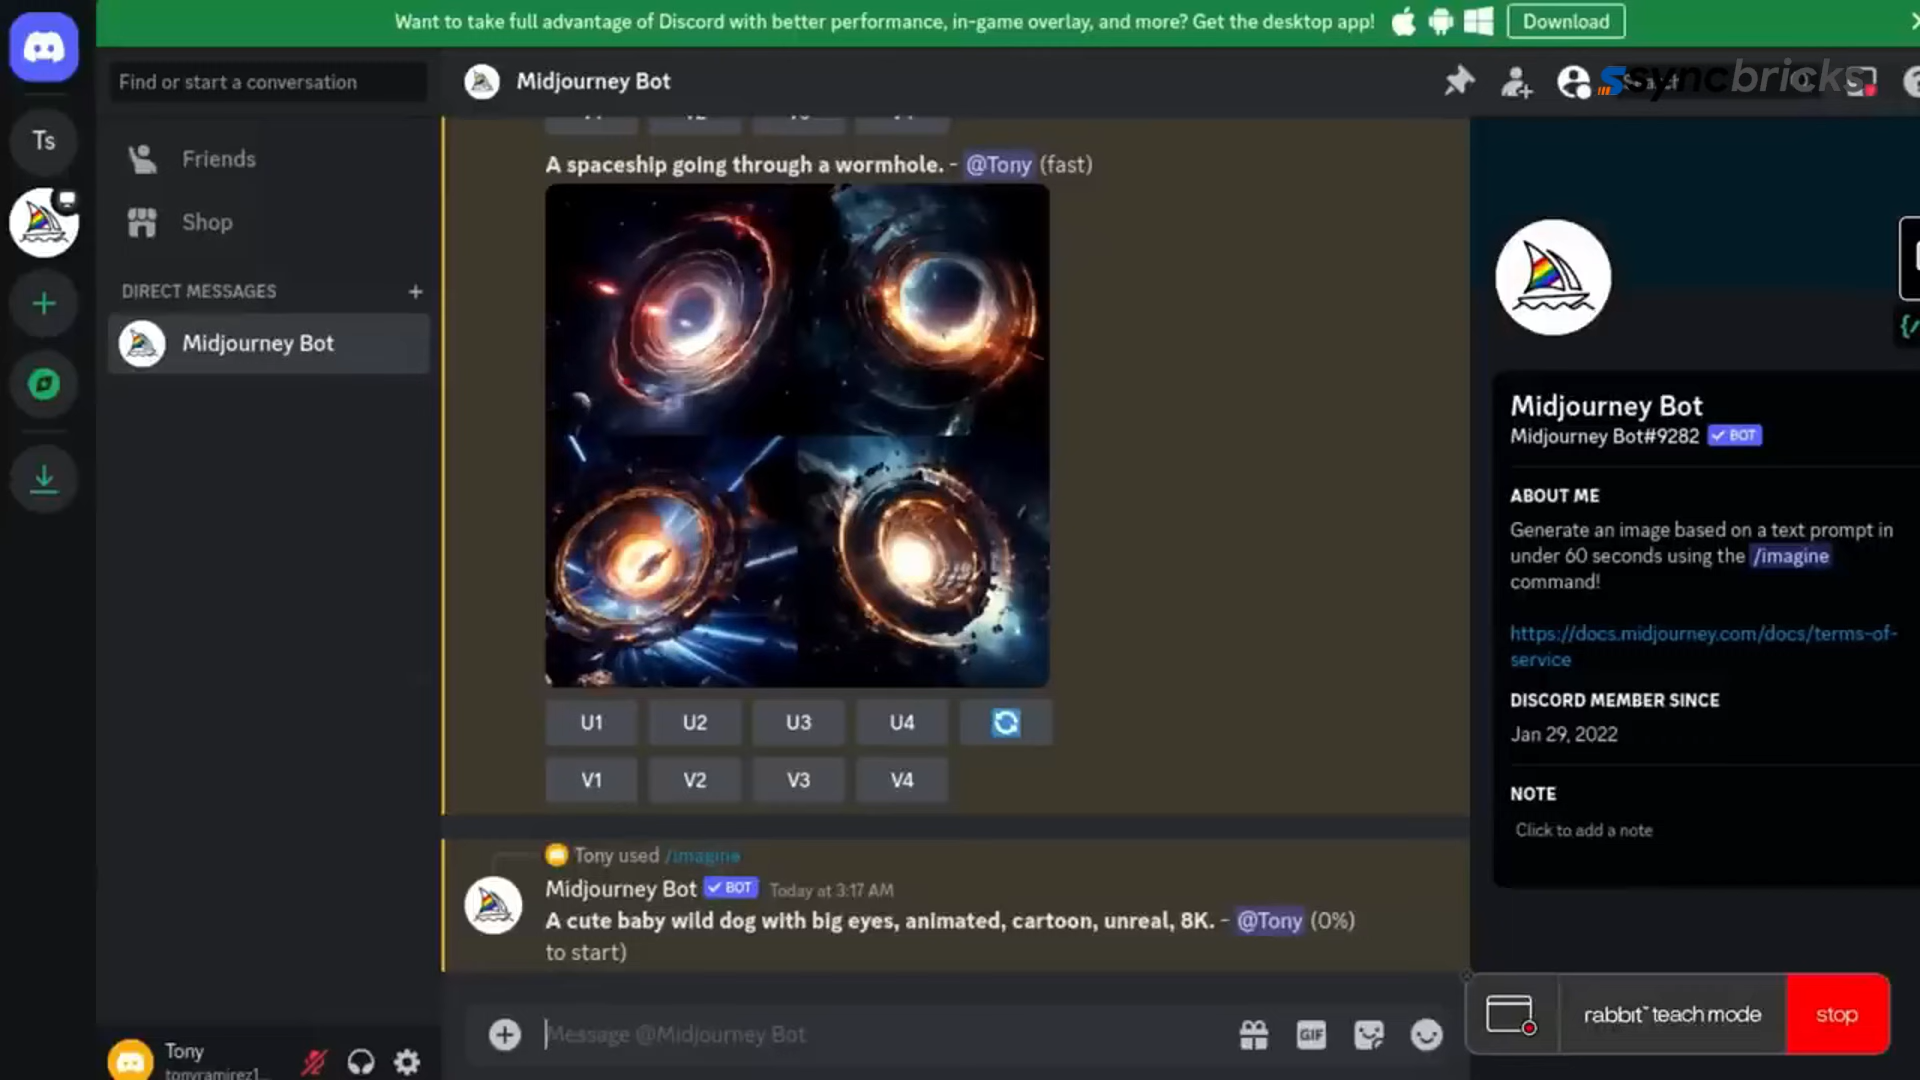 Want to take full advantage of Discord with better performance, in-game overlay, and more? Get the desktop app!
Download
Find or start a conversation
Midjourney Bot
syncbricks
Ts
Friends
Shop
DIRECT MESSAGES
Midjourney Bot
A spaceship going through a wormhole. - @Tony (fast)
U1 U2 U3 U4
V1 V2 V3 V4
Tony used /imagine
Midjourney Bot BOT Today at 3:17 AM
A cute baby wild dog with big eyes, animated, cartoon, unreal, 8K. - @Tony (0%)
to start)
Message @Midjourney Bot
GIF
Tony
tonyramirez1...
Midjourney Bot
Midjourney Bot#9282 BOT
ABOUT ME
Generate an image based on a text prompt in
under 60 seconds using the /imagine
command!
https://docs.midjourney.com/docs/terms-of-
service
DISCORD MEMBER SINCE
Jan 29, 2022
NOTE
Click to add a note
rabbit™ teach mode
stop